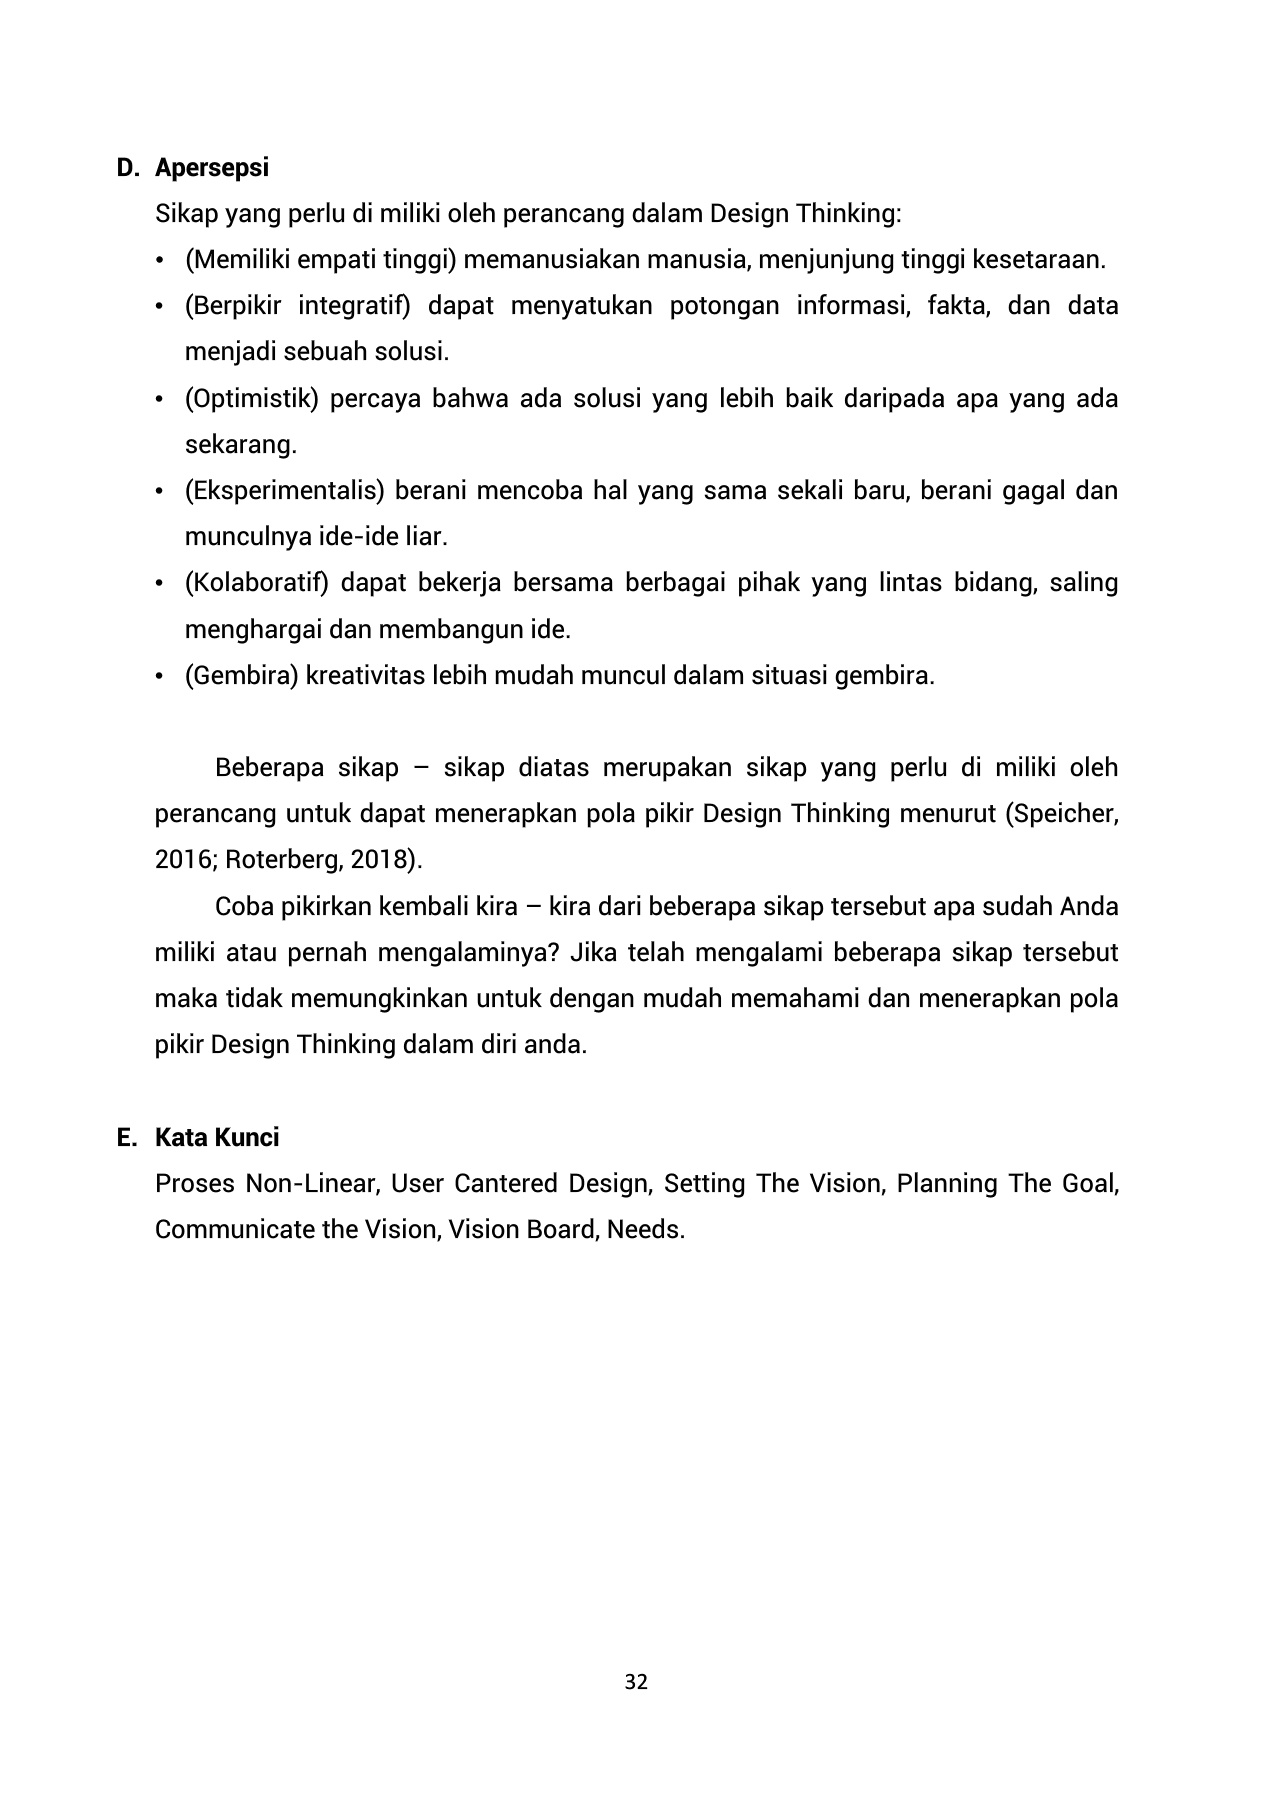 D. Apersepsi
Sikap yang perlu di miliki oleh perancang dalam Design Thinking:
• (Memiliki empati tinggi) memanusiakan manusia, menjunjung tinggi kesetaraan.
• (Berpikir integratif) dapat menyatukan potongan informasi, fakta, dan data
menjadi sebuah solusi.
• (Optimistik) percaya bahwa ada solusi yang lebih baik daripada apa yang ada
sekarang.
• (Eksperimentalis) berani mencoba hal yang sama sekali baru, berani gagal dan
munculnya ide-ide liar.
• (Kolaboratif) dapat bekerja bersama berbagai pihak yang lintas bidang, saling
menghargai dan membangun ide.
• (Gembira) kreativitas lebih mudah muncul dalam situasi gembira.
Beberapa sikap – sikap diatas merupakan sikap yang perlu di miliki oleh
perancang untuk dapat menerapkan pola pikir Design Thinking menurut (Speicher,
2016; Roterberg, 2018).
Coba pikirkan kembali kira – kira dari beberapa sikap tersebut apa sudah Anda
miliki atau pernah mengalaminya? Jika telah mengalami beberapa sikap tersebut
maka tidak memungkinkan untuk dengan mudah memahami dan menerapkan pola
pikir Design Thinking dalam diri anda.
E. Kata Kunci
Proses Non-Linear, User Cantered Design, Setting The Vision, Planning The Goal,
Communicate the Vision, Vision Board, Needs.
32